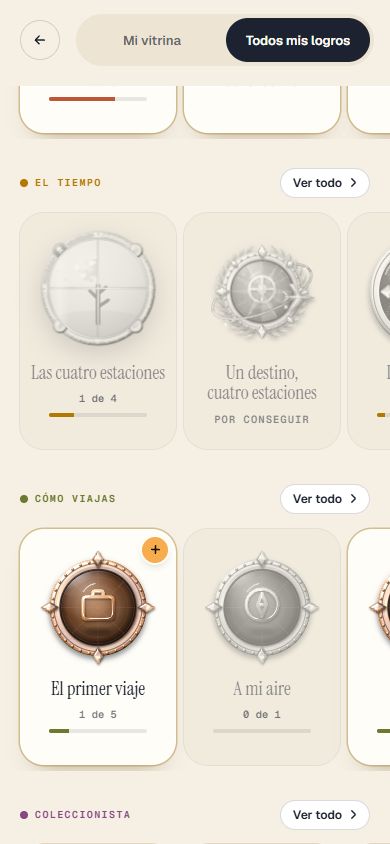 Mi vitrina
Todos mis logros
EL TIEMPO
Ver todo
Las cuatro estaciones
1 de 4
Un destino,
cuatro estaciones
POR CONSEGUIR
CÓMO VIAJAS
Ver todo
El primer viaje
1 de 5
A mi aire
0 de 1
COLECCIONISTA
Ver todo